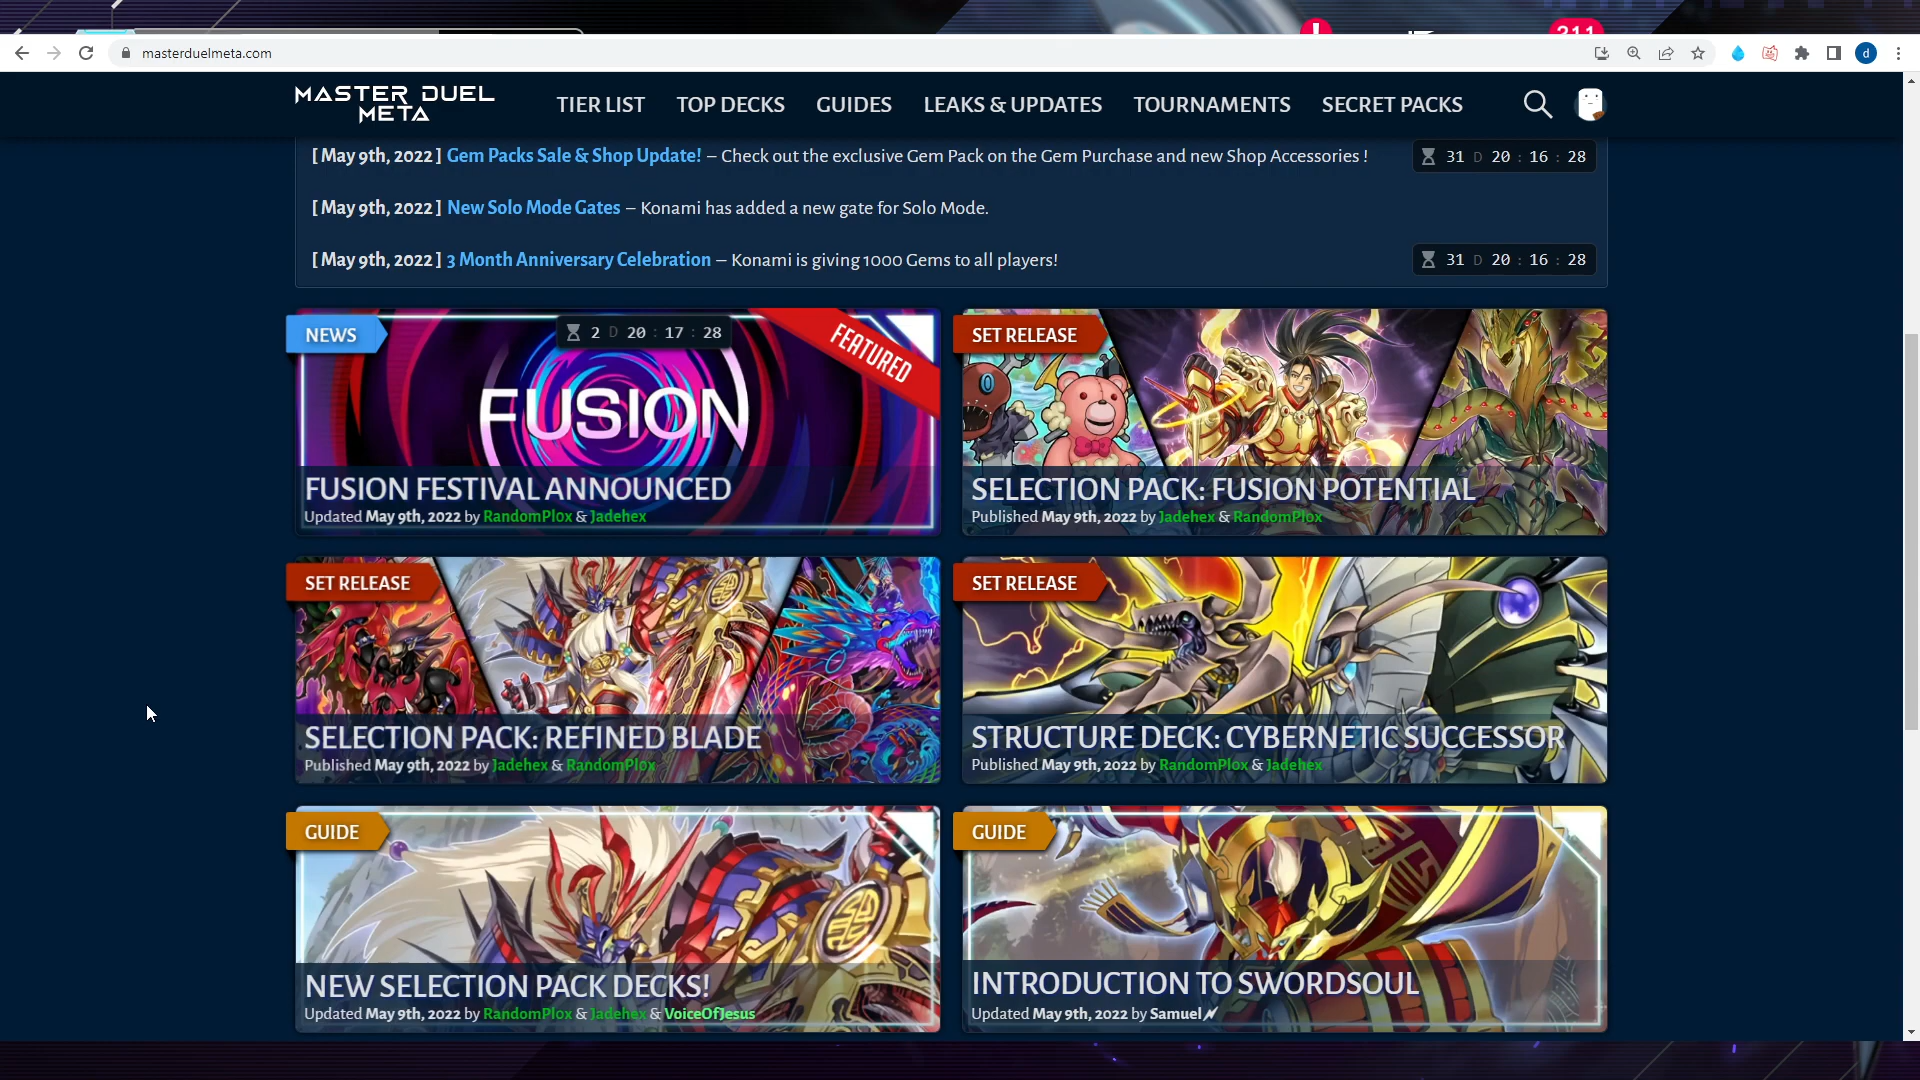 311
masterduelmeta.com
d
MASTER DUEL
META
TIER LIST
TOP DECKS
GUIDES
LEAKS & UPDATES
TOURNAMENTS
SECRET PACKS
[ May 9th, 2022 ] Gem Packs Sale & Shop Update! – Check out the exclusive Gem Pack on the Gem Purchase and new Shop Accessories !
31 D 20 : 16 : 28
[ May 9th, 2022 ] New Solo Mode Gates – Konami has added a new gate for Solo Mode.
[ May 9th, 2022 ] 3 Month Anniversary Celebration – Konami is giving 1000 Gems to all players!
31 D 20 : 16 : 28
NEWS
2 D 20 : 17 : 28
FEATURED
FUSION
FUSION FESTIVAL ANNOUNCED
Updated May 9th, 2022 by RandomPl0x & Jadehex
SET RELEASE
SELECTION PACK: FUSION POTENTIAL
Published May 9th, 2022 by Jadehex & RandomPl0x
SET RELEASE
SELECTION PACK: REFINED BLADE
Published May 9th, 2022 by Jadehex & RandomPl0x
SET RELEASE
STRUCTURE DECK: CYBERNETIC SUCCESSOR
Published May 9th, 2022 by RandomPl0x & Jadehex
GUIDE
NEW SELECTION PACK DECKS!
Updated May 9th, 2022 by RandomPl0x & Jadehex & VoiceOfJesus
GUIDE
INTRODUCTION TO SWORDSOUL
Updated May 9th, 2022 by Samuel